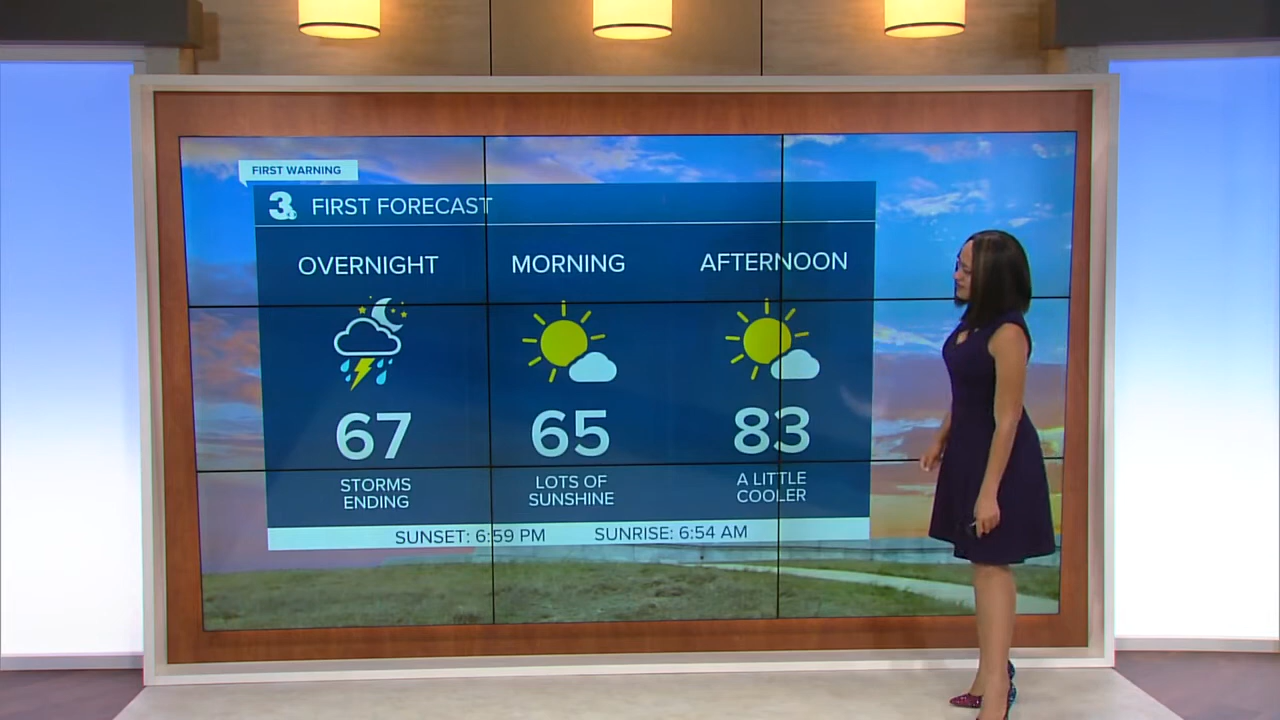 FIRST WARNING
3 FIRST FORECAST
OVERNIGHT MORNING AFTERNOON
67 65 83
STORMS ENDING
LOTS OF SUNSHINE
A LITTLE COOLER
SUNSET: 6:59 PM SUNRISE: 6:54 AM